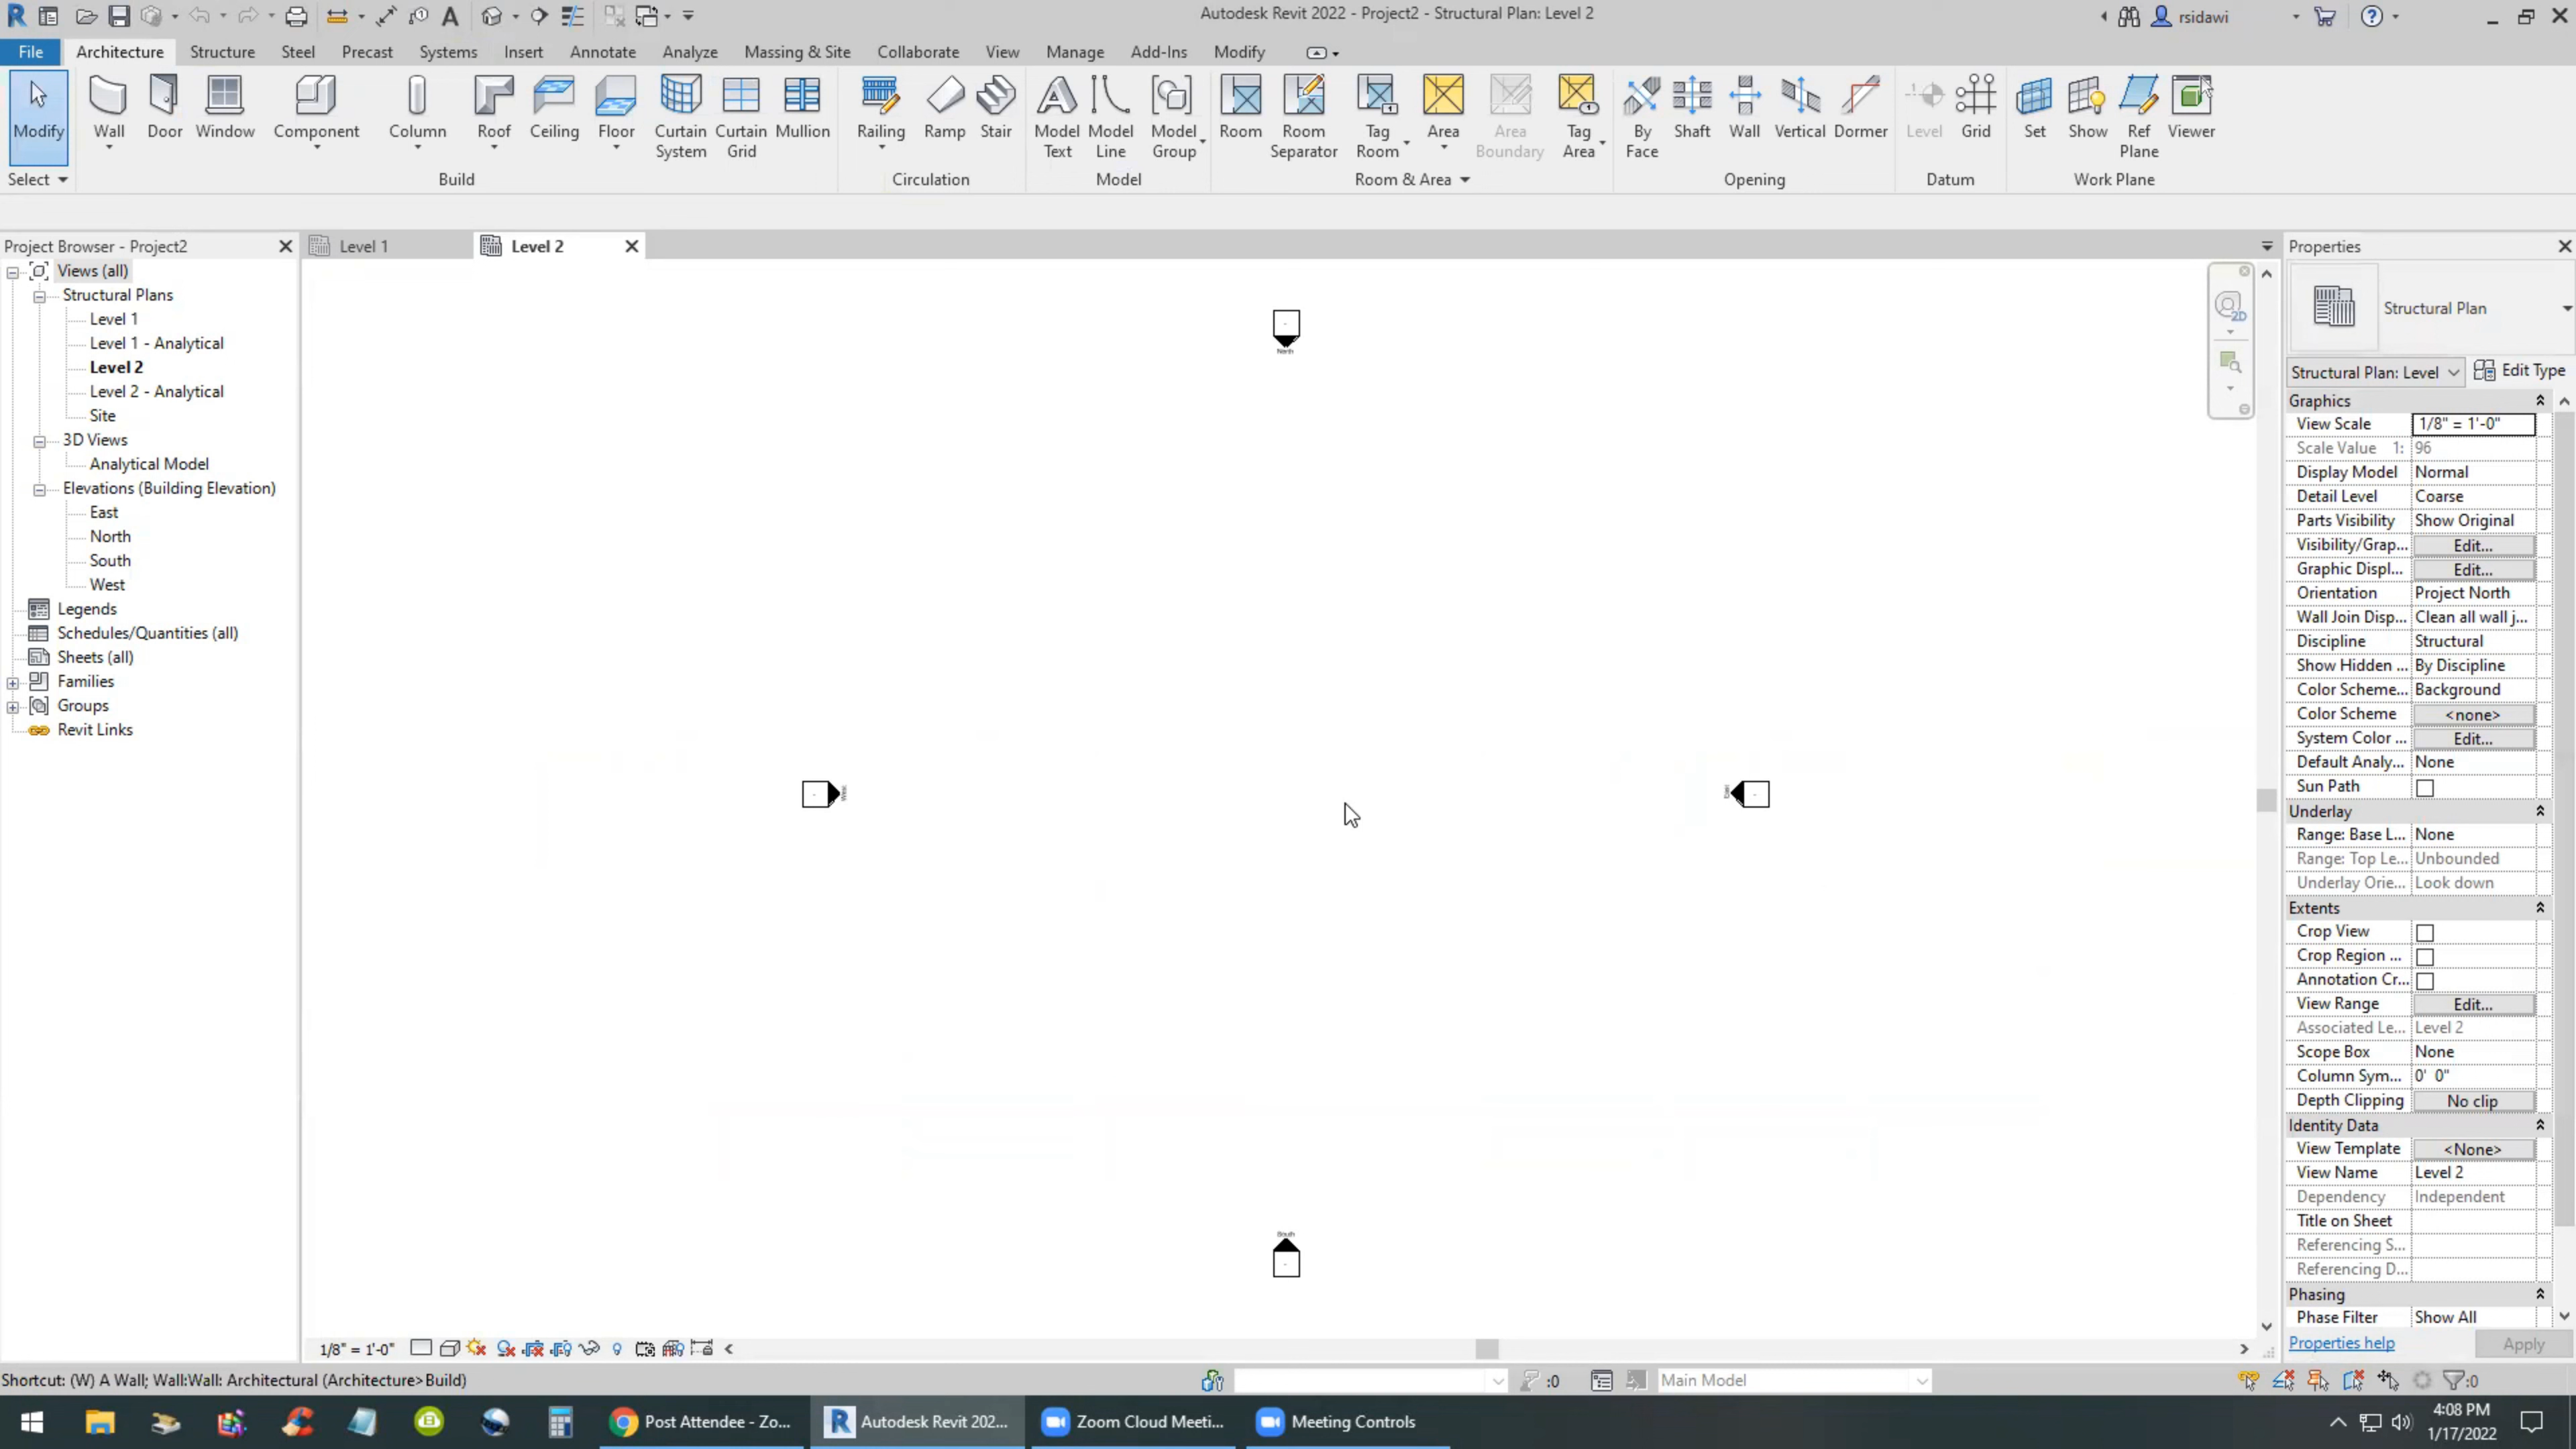 Autodesk Revit 2022 - Project2 - Structural Plan: Level 2
rsidawi
File
Architecture
Structure
Steel
Precast
Systems
Insert
Annotate
Analyze
Massing & Site
Collaborate
View
Manage
Add-Ins
Modify
Modify
Wall
Door
Window
Component
Column
Roof
Ceiling
Floor
Curtain System
Curtain Grid
Mullion
Railing
Ramp
Stair
Model Text
Model Line
Model Group
Room
Room Separator
Tag Room
Area
Area Boundary
Tag Area
By Face
Shaft
Wall
Vertical
Dormer
Level
Grid
Set
Show
Ref Plane
Viewer
Select
Build
Circulation
Model
Room & Area
Opening
Datum
Work Plane
Project Browser - Project2
Views (all)
Structural Plans
Level 1
Level 1 - Analytical
Level 2
Level 2 - Analytical
Site
3D Views
Analytical Model
Elevations (Building Elevation)
East
North
South
West
Legends
Schedules/Quantities (all)
Sheets (all)
Families
Groups
Revit Links
Level 1
Level 2
North
West
East
South
2D
Properties
Structural Plan
Structural Plan: Level
Edit Type
Graphics
View Scale 1/8" = 1'-0"
Scale Value 1: 96
Display Model Normal
Detail Level Coarse
Parts Visibility Show Original
Visibility/Grap... Edit...
Graphic Displ... Edit...
Orientation Project North
Wall Join Disp... Clean all wall j...
Discipline Structural
Show Hidden ... By Discipline
Color Scheme... Background
Color Scheme <none>
System Color ... Edit...
Default Analy... None
Sun Path
Underlay
Range: Base L... None
Range: Top Le... Unbounded
Underlay Orie... Look down
Extents
Crop View
Crop Region ...
Annotation Cr...
View Range Edit...
Associated Le... Level 2
Scope Box None
Column Sym... 0' 0"
Depth Clipping No clip
Identity Data
View Template <None>
View Name Level 2
Dependency Independent
Title on Sheet
Referencing S...
Referencing D...
Phasing
Phase Filter Show All
Properties help
Apply
1/8" = 1'-0"
Shortcut: (W) A Wall; Wall:Wall: Architectural (Architecture>Build)
:0
Main Model
:0
Post Attendee - Zo...
Autodesk Revit 202...
Zoom Cloud Meeti...
Meeting Controls
4:08 PM
1/17/2022